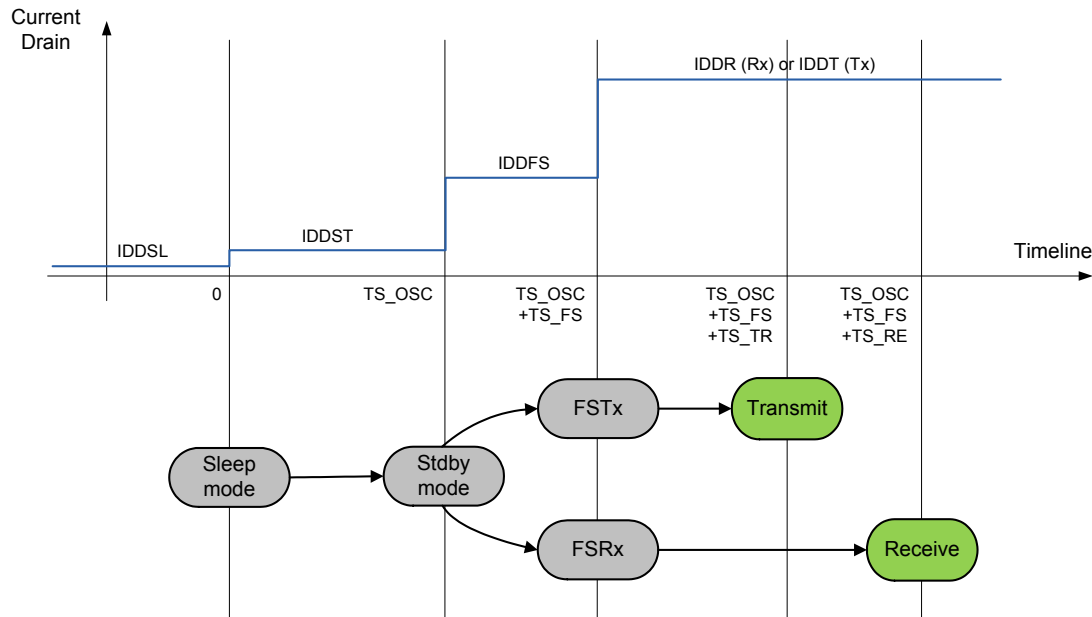 Current
Drain
IDDR (Rx) or IDDT (Tx)
IDDFS
IDDST
IDDSL
Timeline
0
TS_OSC
TS_OSC
+TS_FS
TS_OSC
+TS_FS
+TS_TR
TS_OSC
+TS_FS
+TS_RE
FSTx
Transmit
Sleep
mode
Stdby
mode
FSRx
Receive